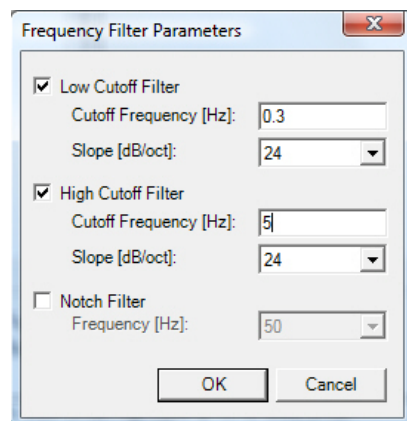 Frequency Filter Parameters
Low Cutoff Filter
Cutoff Frequency [Hz]: 0.3
Slope [dB/oct]: 24
High Cutoff Filter
Cutoff Frequency [Hz]: 5
Slope [dB/oct]: 24
Notch Filter
Frequency [Hz]: 50
OK Cancel